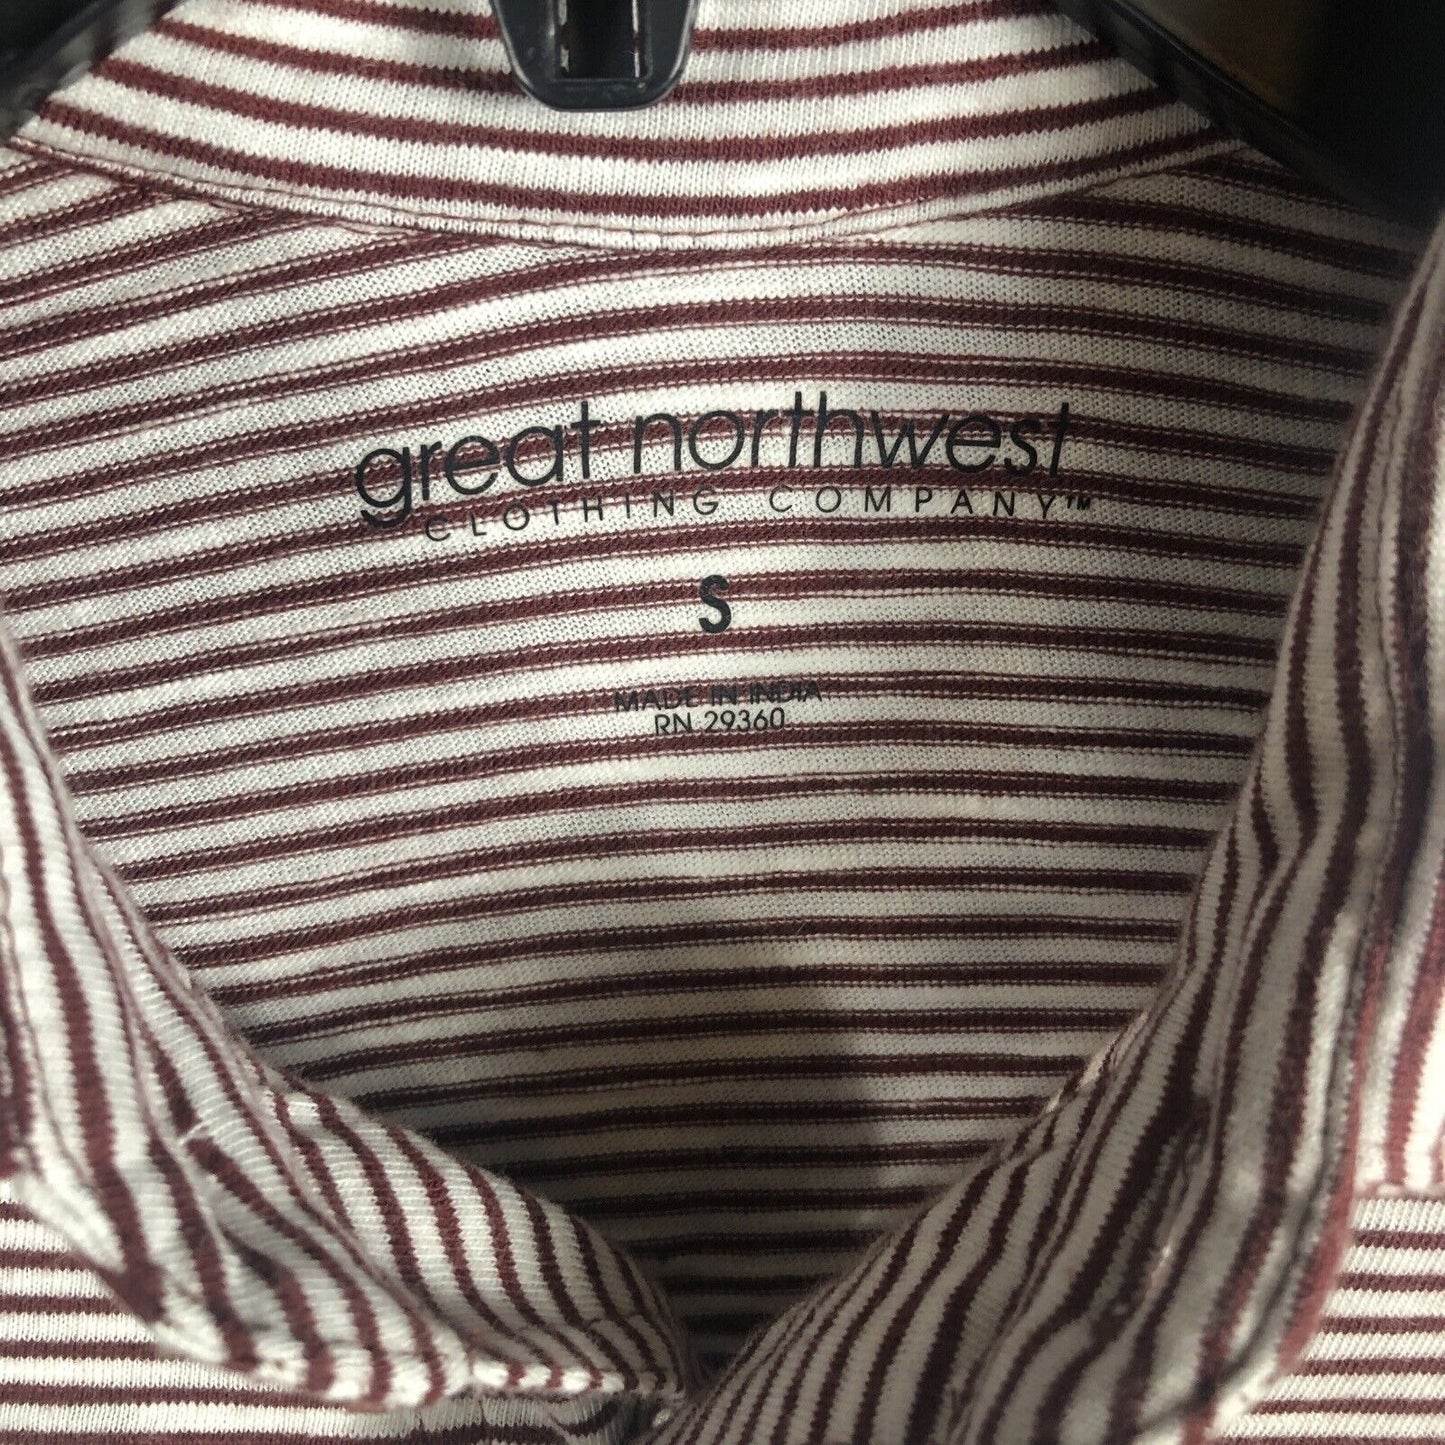 great northwest
CLOTHING COMPANY™
S
MADE IN INDIA
RN 29360